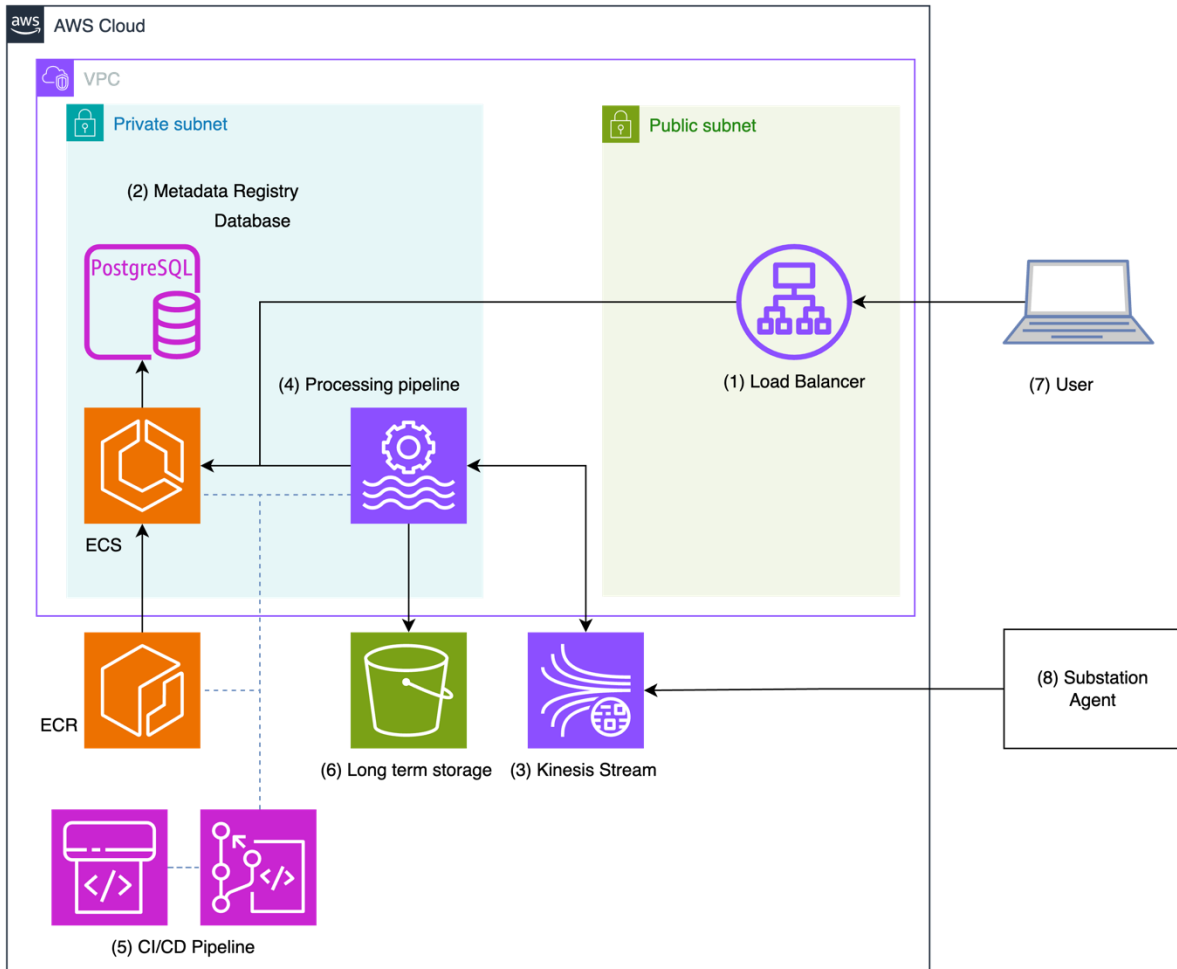 aws
AWS Cloud
VPC
Private subnet
Public subnet
(2) Metadata Registry
Database
PostgreSQL
(4) Processing pipeline
(1) Load Balancer
(7) User
ECS
(8) Substation
Agent
ECR
(6) Long term storage
(3) Kinesis Stream
</>
</>
(5) CI/CD Pipeline